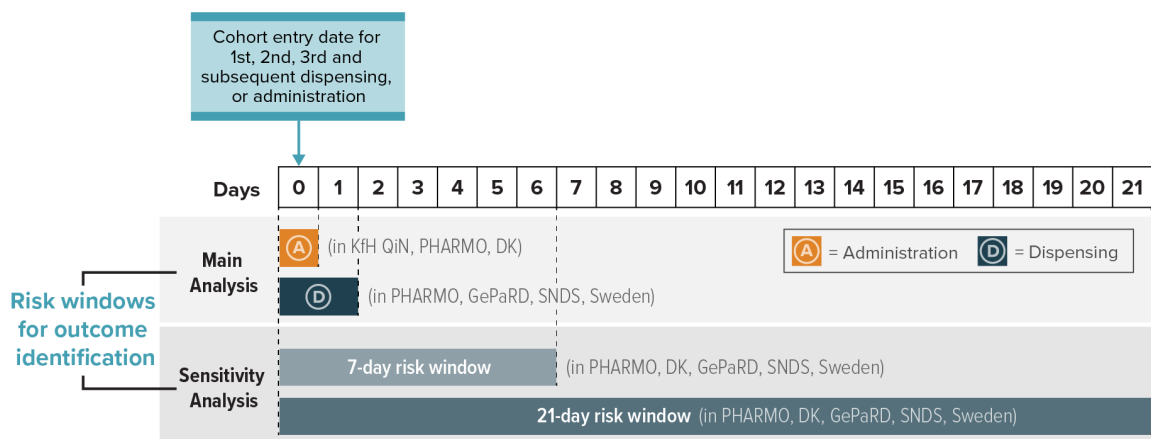 Cohort entry date for
1st, 2nd, 3rd and
subsequent dispensing,
or administration
Days 0 1 2 3 4 5 6 7 8 9 10 11 12 13 14 15 16 17 18 19 20 21
Risk windows
for outcome
identification
Main
Analysis
A (in KfH QiN, PHARMO, DK)
A = Administration D = Dispensing
D (in PHARMO, GePaRD, SNDS, Sweden)
Sensitivity
Analysis
7-day risk window (in PHARMO, DK, GePaRD, SNDS, Sweden)
21-day risk window (in PHARMO, DK, GePaRD, SNDS, Sweden)